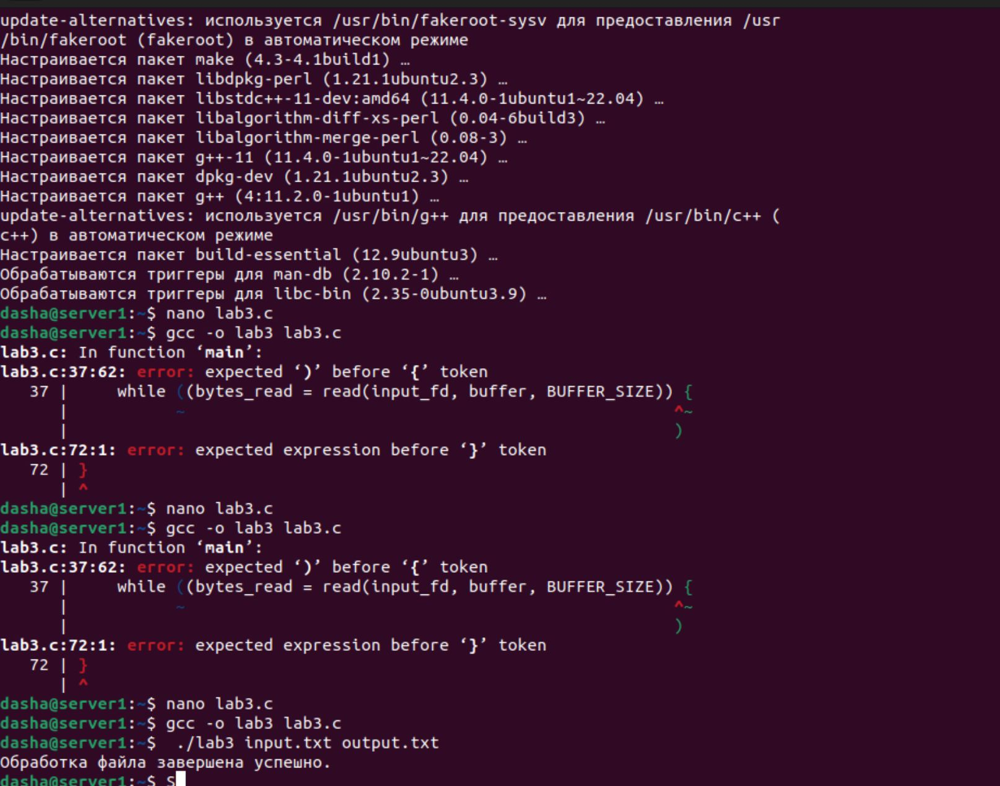 update-alternatives: используется /usr/bin/fakeroot-sysv для предоставления /usr
/bin/fakeroot (fakeroot) в автоматическом режиме
Настраивается пакет make (4.3-4.1build1) …
Настраивается пакет libdpkg-perl (1.21.1ubuntu2.3) …
Настраивается пакет libstdc++-11-dev:amd64 (11.4.0-1ubuntu1~22.04) …
Настраивается пакет libalgorithm-diff-xs-perl (0.04-6build3) …
Настраивается пакет libalgorithm-merge-perl (0.08-3) …
Настраивается пакет g++-11 (11.4.0-1ubuntu1~22.04) …
Настраивается пакет dpkg-dev (1.21.1ubuntu2.3) …
Настраивается пакет g++ (4:11.2.0-1ubuntu1) …
update-alternatives: используется /usr/bin/g++ для предоставления /usr/bin/c++ (
c++) в автоматическом режиме
Настраивается пакет build-essential (12.9ubuntu3) …
Обрабатываются триггеры для man-db (2.10.2-1) …
Обрабатываются триггеры для libc-bin (2.35-0ubuntu3.9) …
dasha@server1:~$ nano lab3.c
dasha@server1:~$ gcc -o lab3 lab3.c
lab3.c: In function ‘main’:
lab3.c:37:62: error: expected ‘)’ before ‘{’ token
   37 |     while ((bytes_read = read(input_fd, buffer, BUFFER_SIZE)) {
      |           ~                                                  ^~
      |                                                              )
lab3.c:72:1: error: expected expression before ‘}’ token
   72 | }
      | ^
dasha@server1:~$ nano lab3.c
dasha@server1:~$ gcc -o lab3 lab3.c
lab3.c: In function ‘main’:
lab3.c:37:62: error: expected ‘)’ before ‘{’ token
   37 |     while ((bytes_read = read(input_fd, buffer, BUFFER_SIZE)) {
      |           ~                                                  ^~
      |                                                              )
lab3.c:72:1: error: expected expression before ‘}’ token
   72 | }
      | ^
dasha@server1:~$ nano lab3.c
dasha@server1:~$ gcc -o lab3 lab3.c
dasha@server1:~$  ./lab3 input.txt output.txt
Обработка файла завершена успешно.
dasha@server1:~$ S